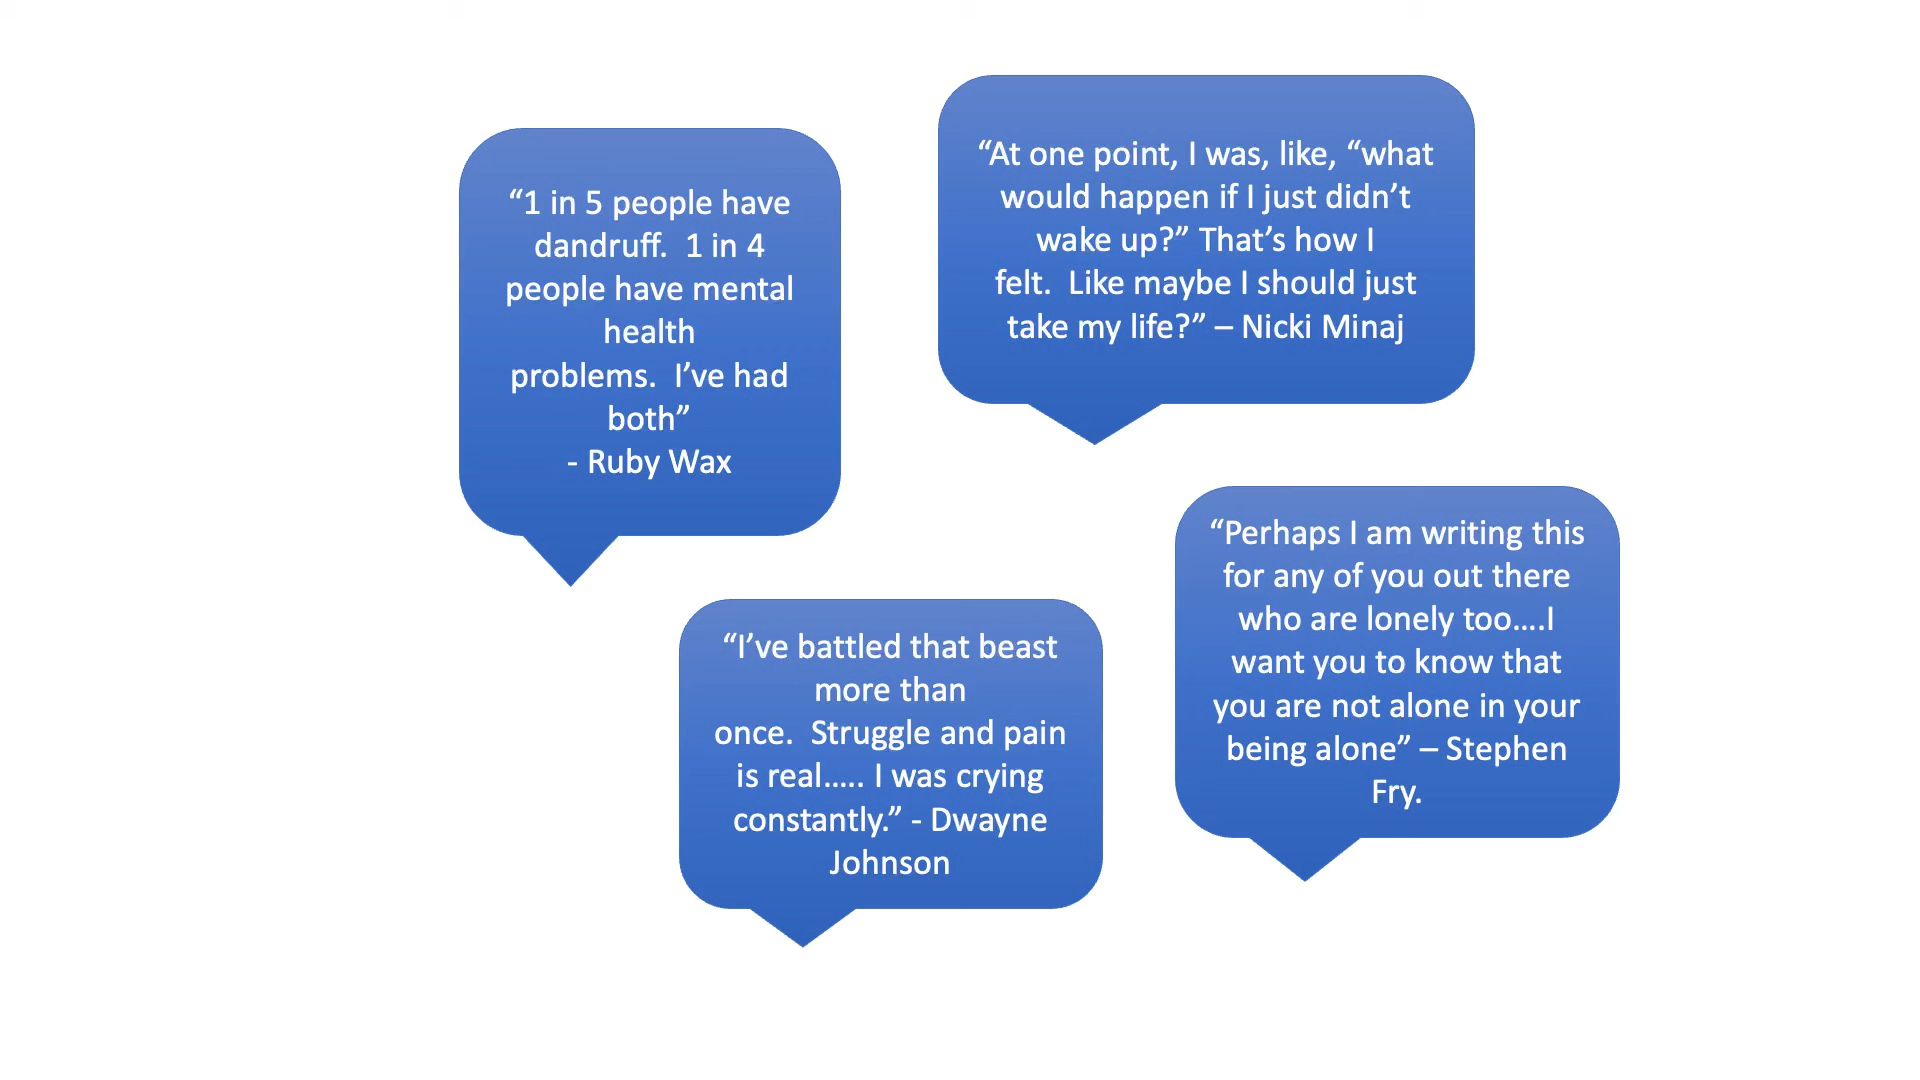 “1 in 5 people have
dandruff.  1 in 4
people have mental
health
problems.  I’ve had
both”
- Ruby Wax
“At one point, I was, like, “what
would happen if I just didn’t
wake up?” That’s how I
felt.  Like maybe I should just
take my life?” – Nicki Minaj
“I’ve battled that beast
more than
once.  Struggle and pain
is real….. I was crying
constantly.” - Dwayne
Johnson
“Perhaps I am writing this
for any of you out there
who are lonely too….I
want you to know that
you are not alone in your
being alone” – Stephen
Fry.